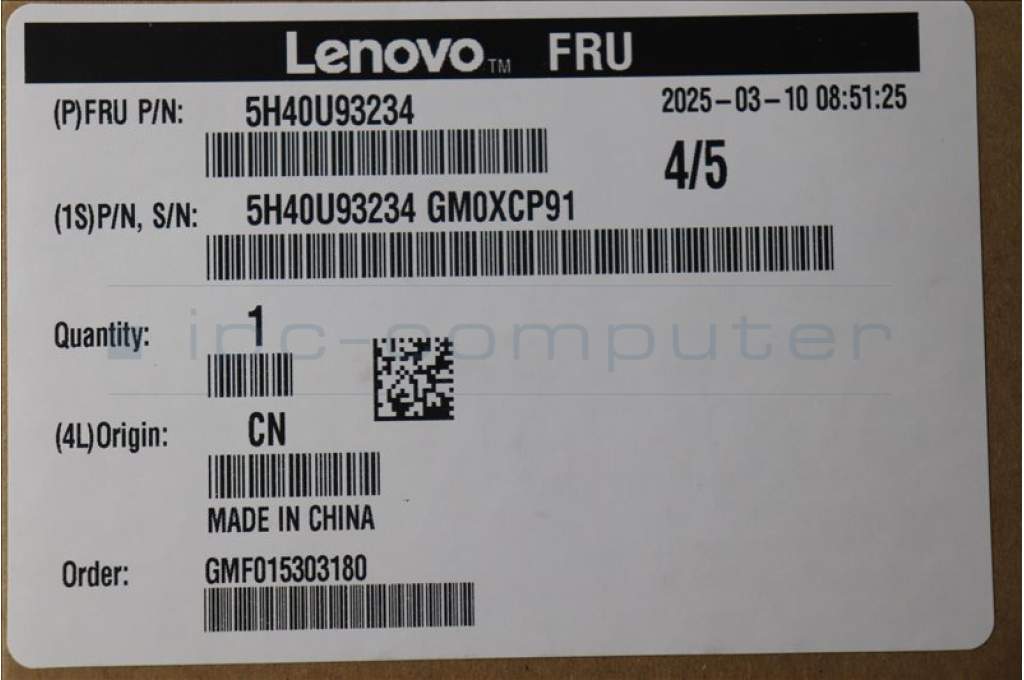 Lenovo™ FRU
(P)FRU P/N: 5H40U93234 2025-03-10 08:51:25
4/5
(1S)P/N, S/N: 5H40U93234 GM0XCP91
Quantity: 1
ipc-computer
(4L)Origin: CN
MADE IN CHINA
Order: GMF015303180